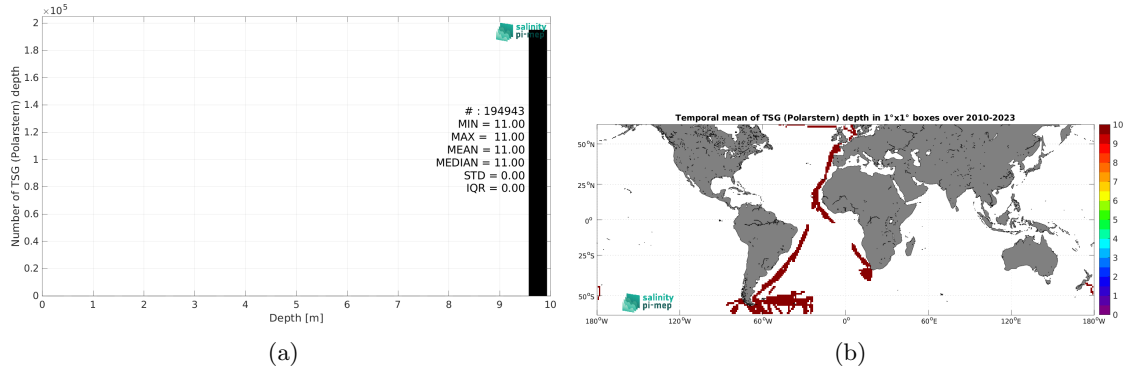 ×10⁵
2
1.8
1.6
1.4
1.2
1
0.8
0.6
0.4
0.2
0
Number of TSG (Polarstern) depth
salinity
pi-mep
# : 194943
MIN = 11.00
MAX = 11.00
MEAN = 11.00
MEDIAN = 11.00
STD = 0.00
IQR = 0.00
0 1 2 3 4 5 6 7 8 9 10
Depth [m]
(a)
Temporal mean of TSG (Polarstern) depth in 1°x1° boxes over 2010-2023
50°N
25°N
0°
25°S
50°S
salinity
pi-mep
180°W 120°W 60°W 0° 60°E 120°E 180°W
10
9
8
7
6
5
4
3
2
1
0
(b)